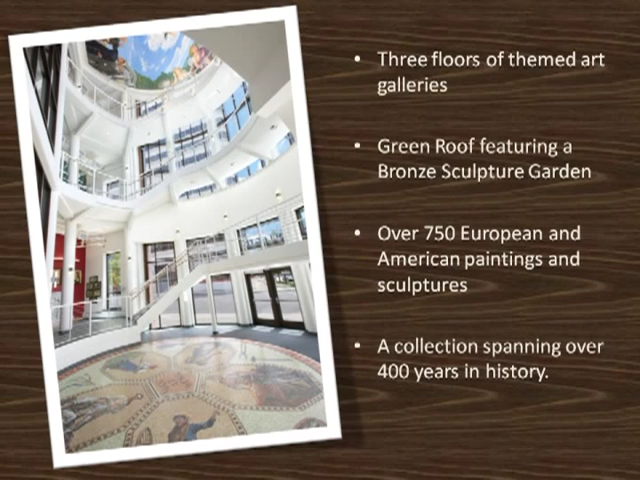 • Three floors of themed art
galleries
• Green Roof featuring a
Bronze Sculpture Garden
• Over 750 European and
American paintings and
sculptures
• A collection spanning over
400 years in history.